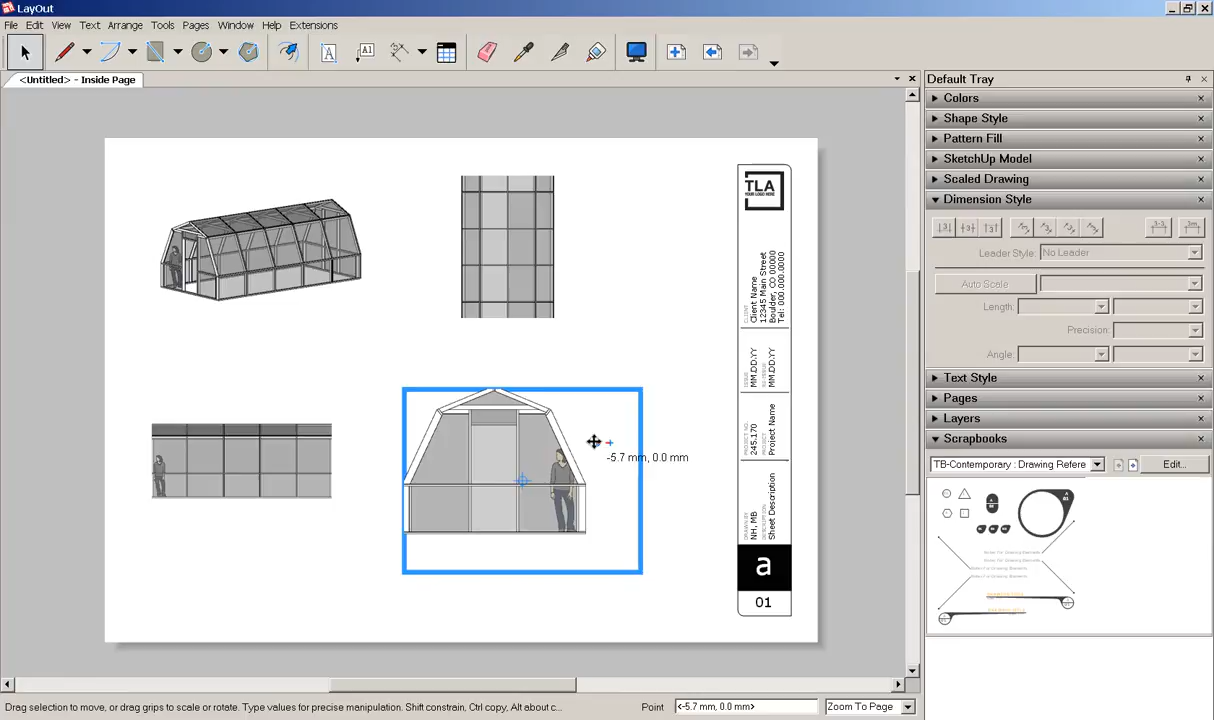 LayOut
File Edit View Text Arrange Tools Pages Window Help Extensions
A A1
<Untitled> - Inside Page
Default Tray
Colors
Shape Style
Pattern Fill
SketchUp Model
Scaled Drawing
Dimension Style
Leader Style: No Leader
Auto Scale
Length:
Precision:
Angle:
Text Style
Pages
Layers
Scrapbooks
TB-Contemporary : Drawing Refere Edit...
TLA
YOUR LOGO HERE
Client Name
12345 Main Street
Boulder, CO 00000
Tel: 000.000.0000
MM.DD.YY
MM.DD.YY
245.170
Project Name
NH, MB
Sheet Description
a
01
-5.7 mm, 0.0 mm
Drag selection to move, or drag grips to scale or rotate. Type values for precise manipulation. Shift constrain, Ctrl copy, Alt about c...
Point <-5.7 mm, 0.0 mm> Zoom To Page